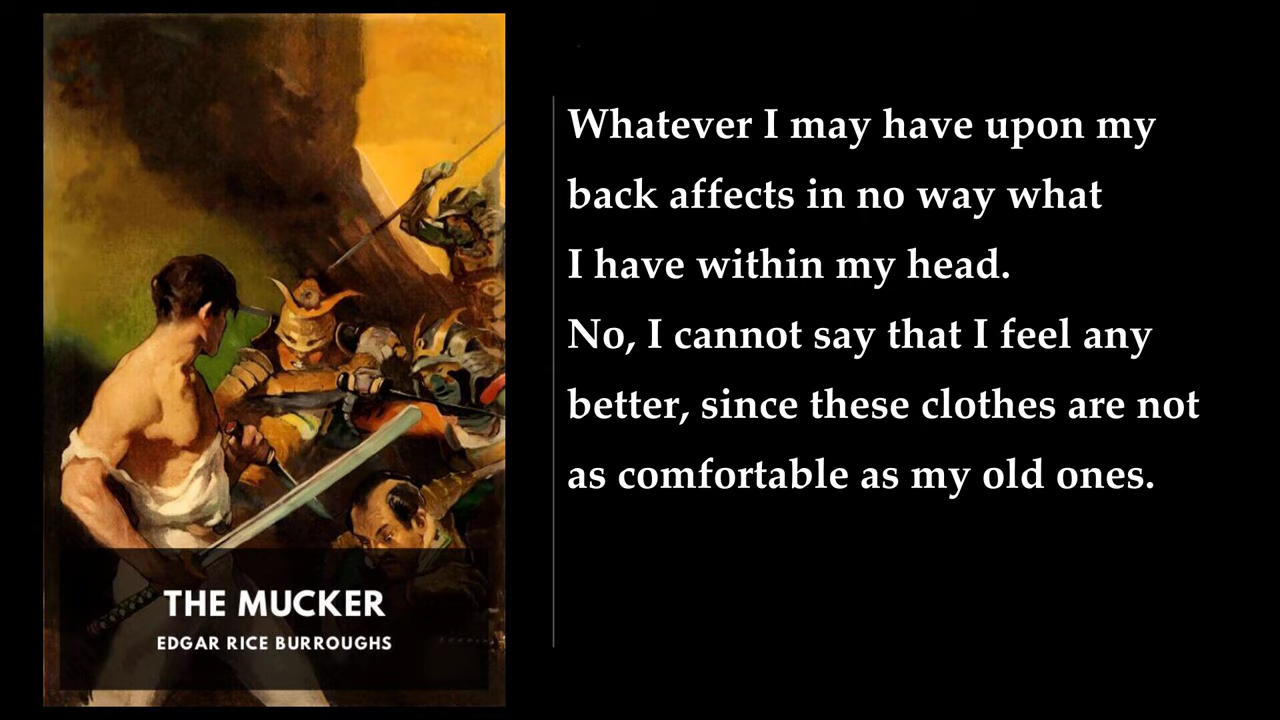 THE MUCKER
EDGAR RICE BURROUGHS
Whatever I may have upon my
back affects in no way what
I have within my head.
No, I cannot say that I feel any
better, since these clothes are not
as comfortable as my old ones.